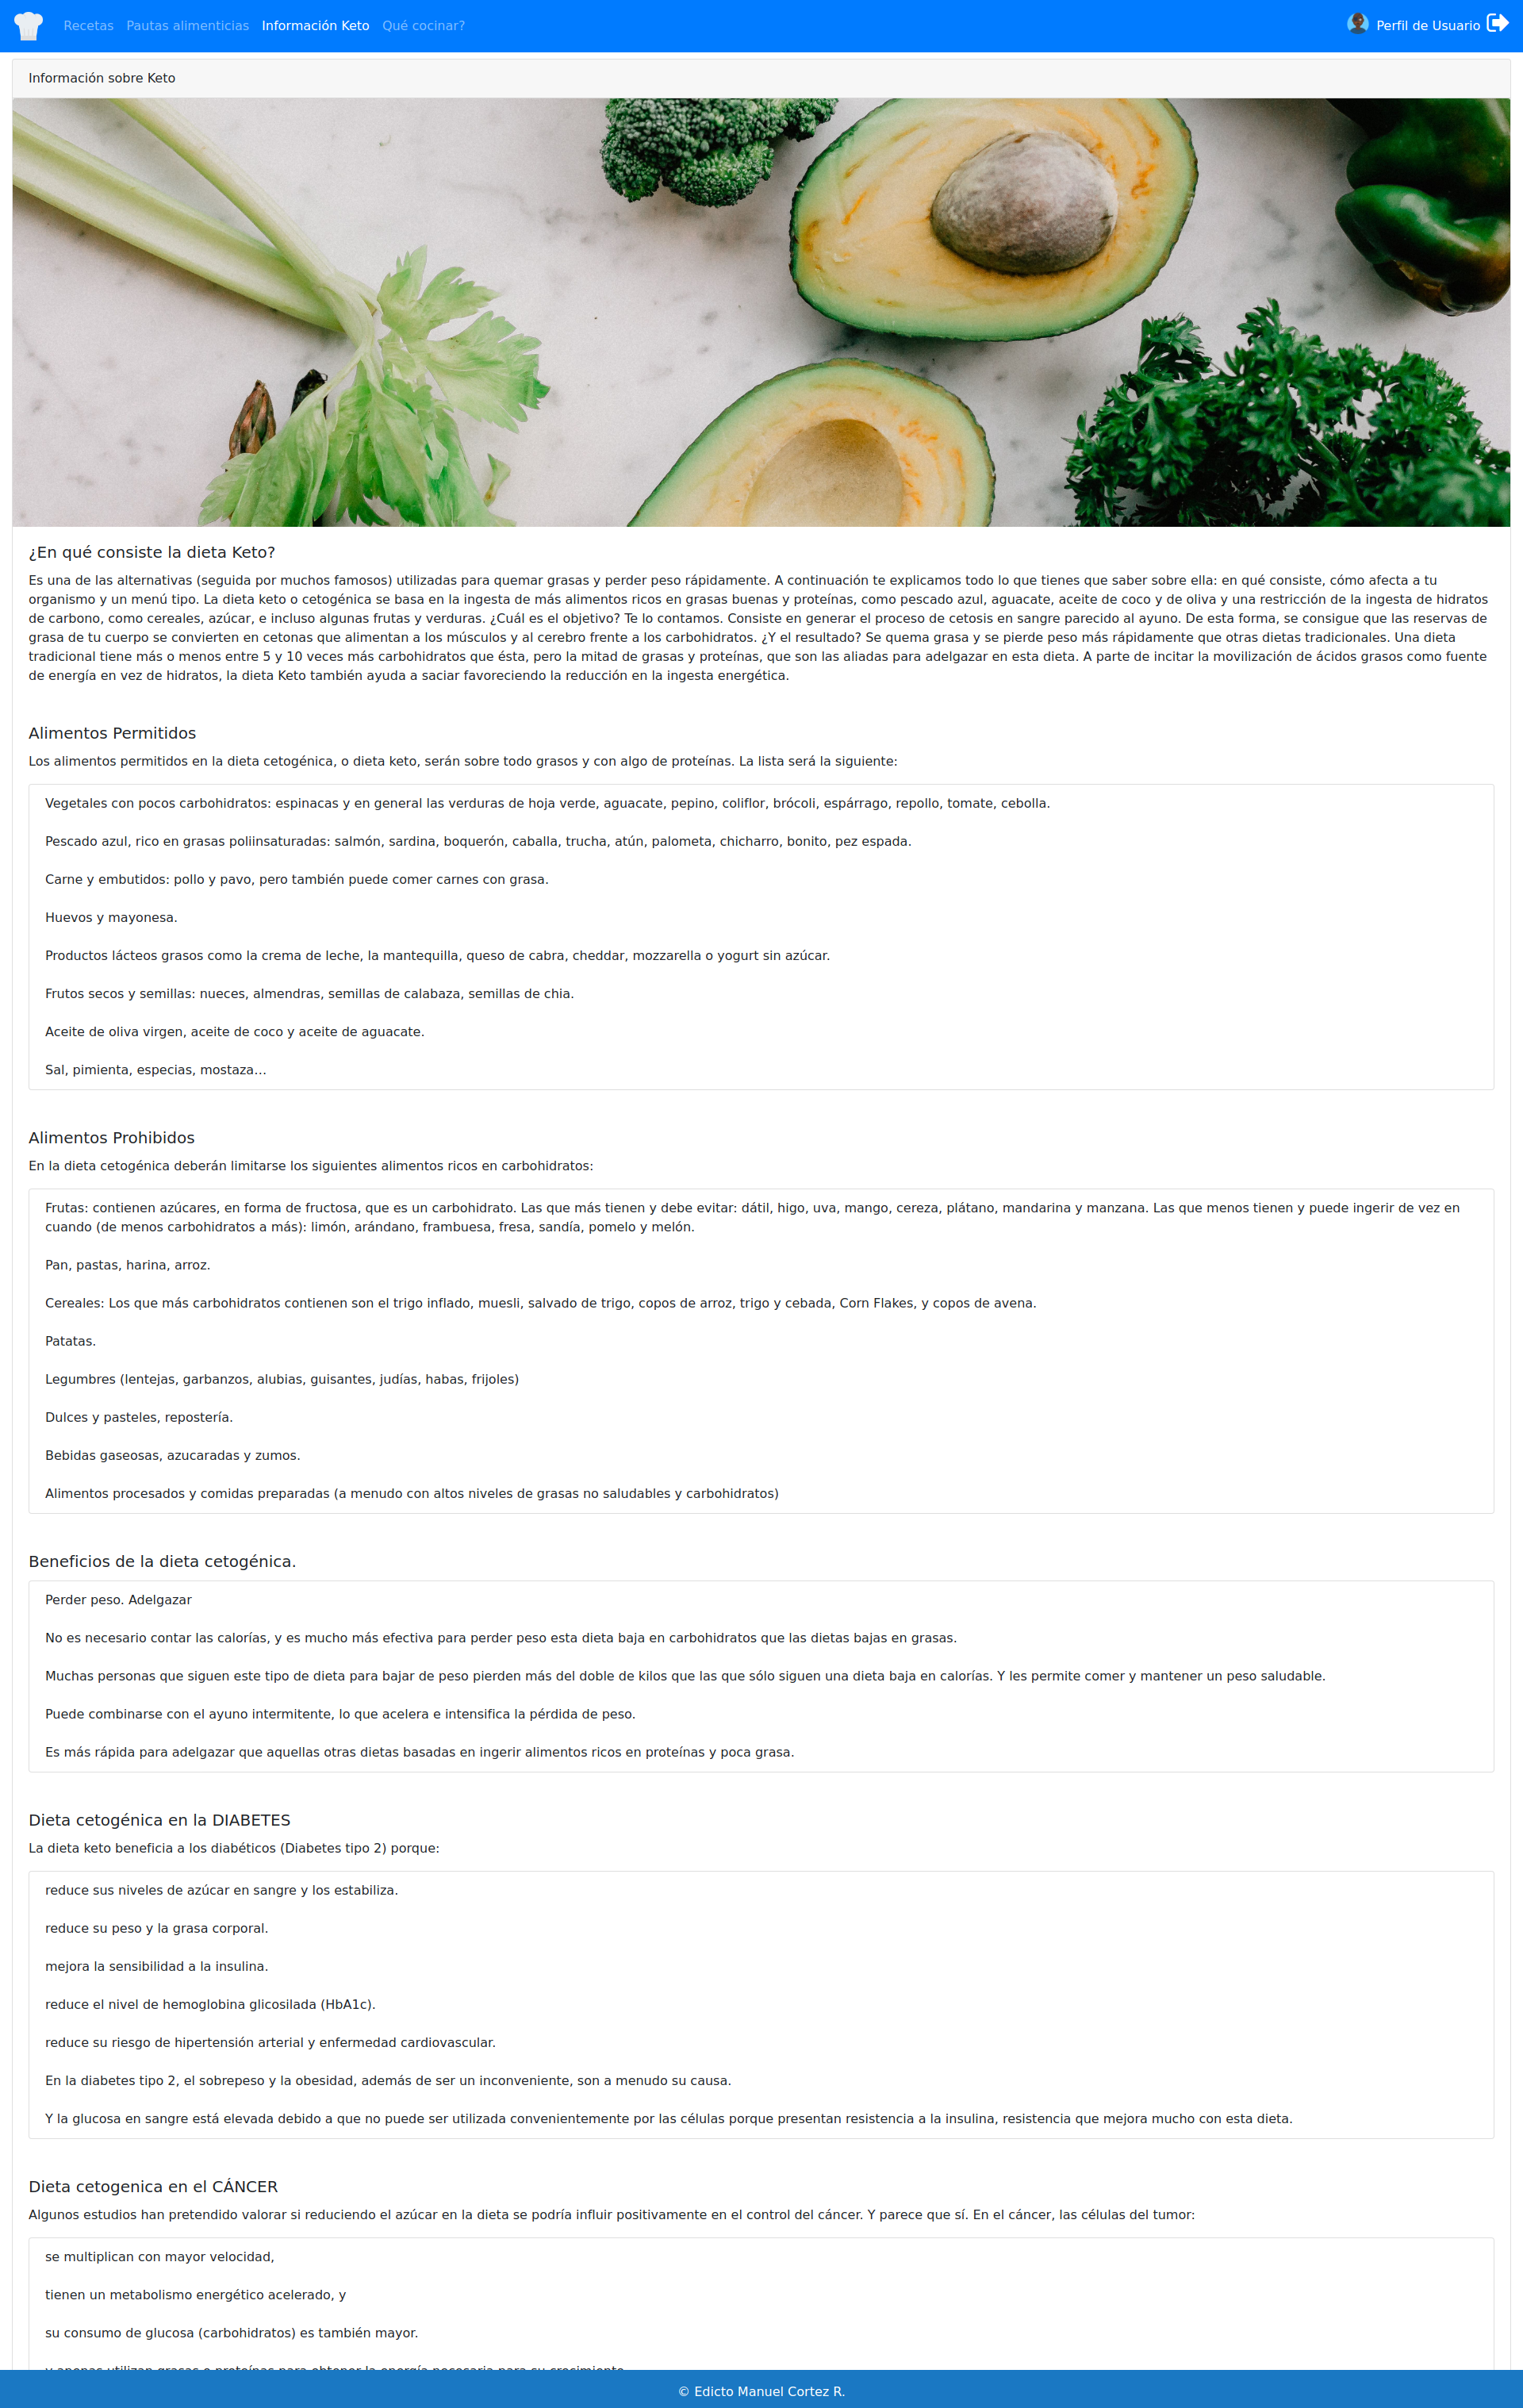 Recetas Pautas alimenticias Información Keto Qué cocinar? Perfil de Usuario
Información sobre Keto
¿En qué consiste la dieta Keto?
Es una de las alternativas (seguida por muchos famosos) utilizadas para quemar grasas y perder peso rápidamente. A continuación te explicamos todo lo que tienes que saber sobre ella: en qué consiste, cómo afecta a tu
organismo y un menú tipo. La dieta keto o cetogénica se basa en la ingesta de más alimentos ricos en grasas buenas y proteínas, como pescado azul, aguacate, aceite de coco y de oliva y una restricción de la ingesta de hidratos
de carbono, como cereales, azúcar, e incluso algunas frutas y verduras. ¿Cuál es el objetivo? Te lo contamos. Consiste en generar el proceso de cetosis en sangre parecido al ayuno. De esta forma, se consigue que las reservas de
grasa de tu cuerpo se convierten en cetonas que alimentan a los músculos y al cerebro frente a los carbohidratos. ¿Y el resultado? Se quema grasa y se pierde peso más rápidamente que otras dietas tradicionales. Una dieta
tradicional tiene más o menos entre 5 y 10 veces más carbohidratos que ésta, pero la mitad de grasas y proteínas, que son las aliadas para adelgazar en esta dieta. A parte de incitar la movilización de ácidos grasos como fuente
de energía en vez de hidratos, la dieta Keto también ayuda a saciar favoreciendo la reducción en la ingesta energética.
Alimentos Permitidos
Los alimentos permitidos en la dieta cetogénica, o dieta keto, serán sobre todo grasos y con algo de proteínas. La lista será la siguiente:
Vegetales con pocos carbohidratos: espinacas y en general las verduras de hoja verde, aguacate, pepino, coliflor, brócoli, espárrago, repollo, tomate, cebolla.
Pescado azul, rico en grasas poliinsaturadas: salmón, sardina, boquerón, caballa, trucha, atún, palometa, chicharro, bonito, pez espada.
Carne y embutidos: pollo y pavo, pero también puede comer carnes con grasa.
Huevos y mayonesa.
Productos lácteos grasos como la crema de leche, la mantequilla, queso de cabra, cheddar, mozzarella o yogurt sin azúcar.
Frutos secos y semillas: nueces, almendras, semillas de calabaza, semillas de chia.
Aceite de oliva virgen, aceite de coco y aceite de aguacate.
Sal, pimienta, especias, mostaza…
Alimentos Prohibidos
En la dieta cetogénica deberán limitarse los siguientes alimentos ricos en carbohidratos:
Frutas: contienen azúcares, en forma de fructosa, que es un carbohidrato. Las que más tienen y debe evitar: dátil, higo, uva, mango, cereza, plátano, mandarina y manzana. Las que menos tienen y puede ingerir de vez en
cuando (de menos carbohidratos a más): limón, arándano, frambuesa, fresa, sandía, pomelo y melón.
Pan, pastas, harina, arroz.
Cereales: Los que más carbohidratos contienen son el trigo inflado, muesli, salvado de trigo, copos de arroz, trigo y cebada, Corn Flakes, y copos de avena.
Patatas.
Legumbres (lentejas, garbanzos, alubias, guisantes, judías, habas, frijoles)
Dulces y pasteles, repostería.
Bebidas gaseosas, azucaradas y zumos.
Alimentos procesados y comidas preparadas (a menudo con altos niveles de grasas no saludables y carbohidratos)
Beneficios de la dieta cetogénica.
Perder peso. Adelgazar
No es necesario contar las calorías, y es mucho más efectiva para perder peso esta dieta baja en carbohidratos que las dietas bajas en grasas.
Muchas personas que siguen este tipo de dieta para bajar de peso pierden más del doble de kilos que las que sólo siguen una dieta baja en calorías. Y les permite comer y mantener un peso saludable.
Puede combinarse con el ayuno intermitente, lo que acelera e intensifica la pérdida de peso.
Es más rápida para adelgazar que aquellas otras dietas basadas en ingerir alimentos ricos en proteínas y poca grasa.
Dieta cetogénica en la DIABETES
La dieta keto beneficia a los diabéticos (Diabetes tipo 2) porque:
reduce sus niveles de azúcar en sangre y los estabiliza.
reduce su peso y la grasa corporal.
mejora la sensibilidad a la insulina.
reduce el nivel de hemoglobina glicosilada (HbA1c).
reduce su riesgo de hipertensión arterial y enfermedad cardiovascular.
En la diabetes tipo 2, el sobrepeso y la obesidad, además de ser un inconveniente, son a menudo su causa.
Y la glucosa en sangre está elevada debido a que no puede ser utilizada convenientemente por las células porque presentan resistencia a la insulina, resistencia que mejora mucho con esta dieta.
Dieta cetogenica en el CÁNCER
Algunos estudios han pretendido valorar si reduciendo el azúcar en la dieta se podría influir positivamente en el control del cáncer. Y parece que sí. En el cáncer, las células del tumor:
se multiplican con mayor velocidad,
tienen un metabolismo energético acelerado, y
su consumo de glucosa (carbohidratos) es también mayor.
© Edicto Manuel Cortez R.